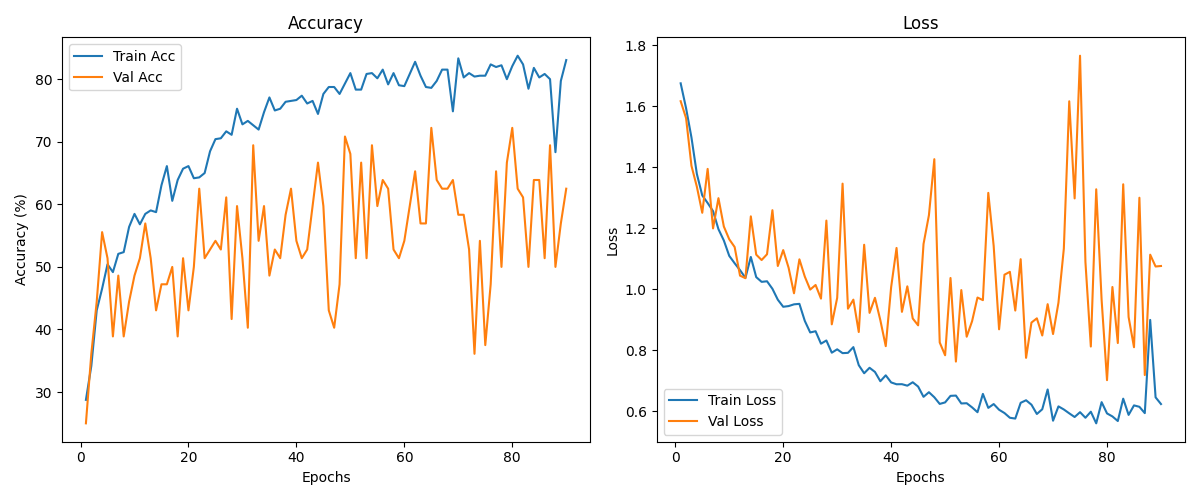 Accuracy
Train Acc
Val Acc
Accuracy (%)
80
70
60
50
40
30
0
20
40
60
80
Epochs
Loss
Loss
1.8
1.6
1.4
1.2
1.0
0.8
0.6
Train Loss
Val Loss
0
20
40
60
80
Epochs